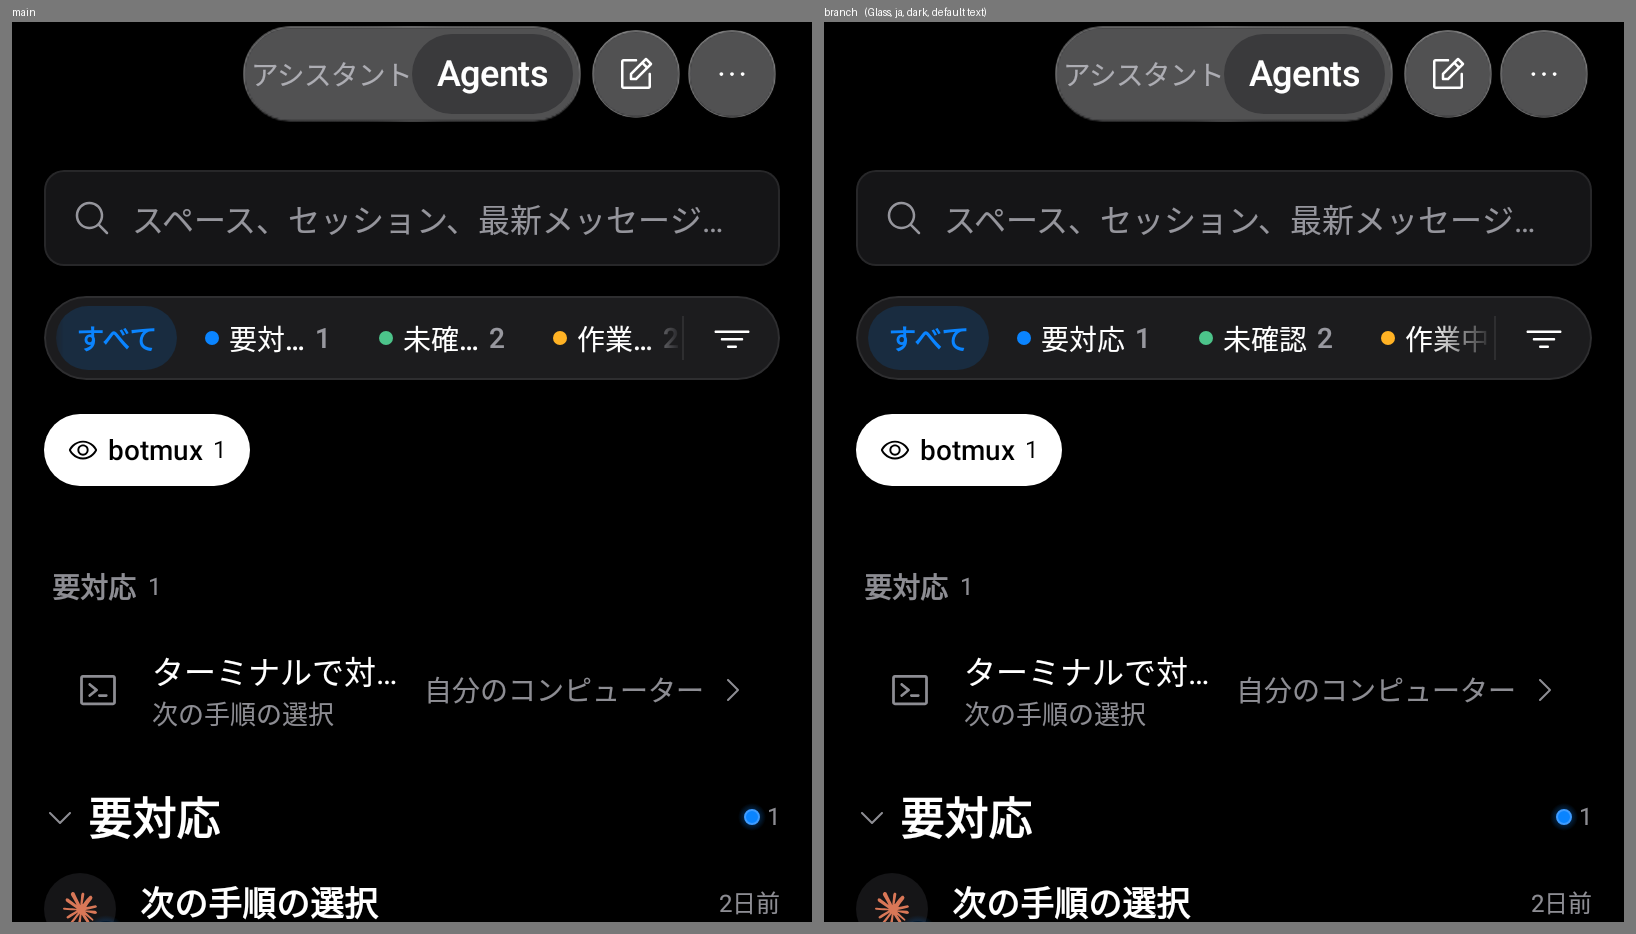 main
アシスタント Agents
スペース、セッション、最新メッセージ...
すべて 要対... 1 未確... 2 作業... 2
botmux 1
要対応 1
ターミナルで対...
次の手順の選択
自分のコンピューター
要対応 1
次の手順の選択 2日前
branch (Glass, ja, dark, default text)
アシスタント Agents
スペース、セッション、最新メッセージ...
すべて 要対応 1 未確認 2 作業中
botmux 1
要対応 1
ターミナルで対...
次の手順の選択
自分のコンピューター
要対応 1
次の手順の選択 2日前